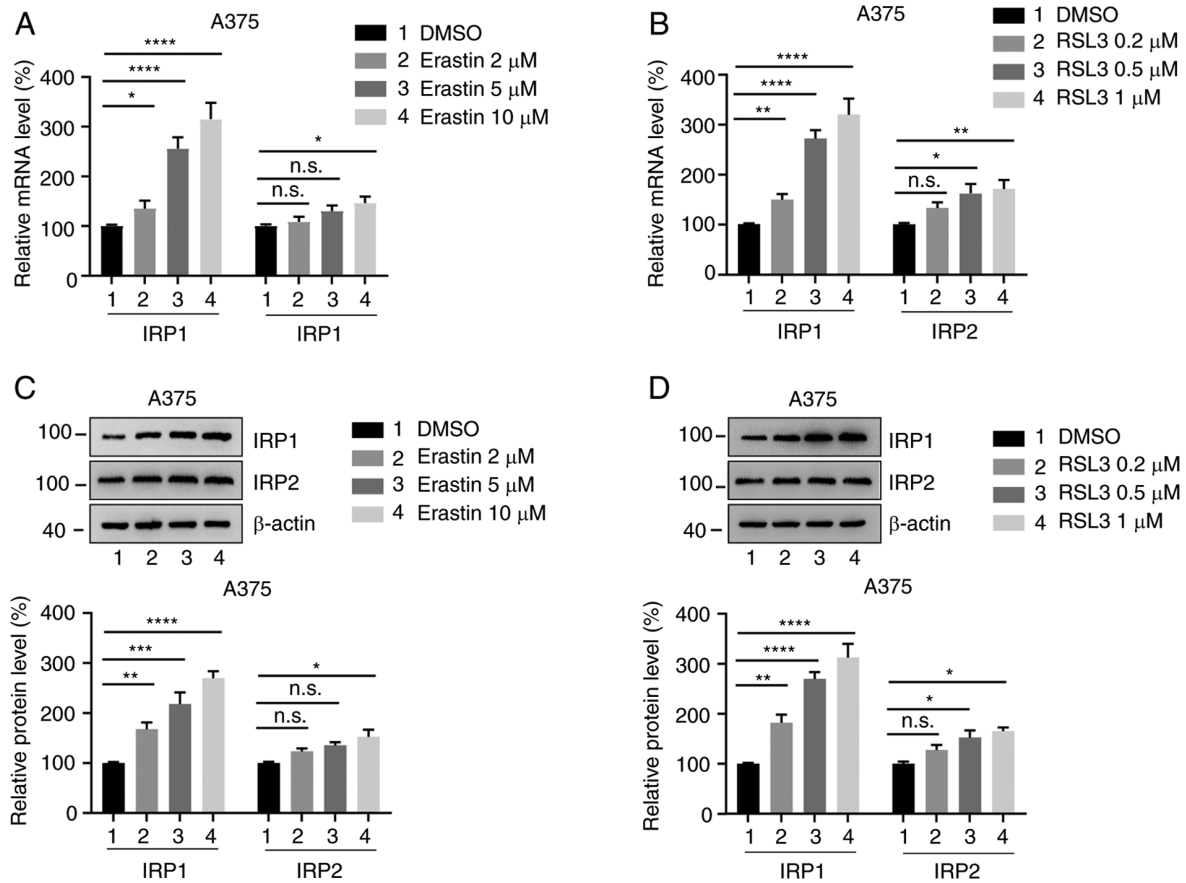 A
A375
1 DMSO
2 Erastin 2 µM
3 Erastin 5 µM
4 Erastin 10 µM
Relative mRNA level (%)
400
300
200
100
0
****
****
*
*
n.s.
n.s.
1 2 3 4 1 2 3 4
IRP1 IRP1
B
A375
1 DMSO
2 RSL3 0.2 µM
3 RSL3 0.5 µM
4 RSL3 1 µM
Relative mRNA level (%)
400
300
200
100
0
****
****
**
**
*
n.s.
1 2 3 4 1 2 3 4
IRP1 IRP2
C
A375
100 IRP1
100 IRP2
40 β-actin
1 2 3 4
1 DMSO
2 Erastin 2 µM
3 Erastin 5 µM
4 Erastin 10 µM
A375
Relative protein level (%)
400
300
200
100
0
****
***
**
*
n.s.
n.s.
1 2 3 4 1 2 3 4
IRP1 IRP2
D
A375
100 IRP1
100 IRP2
40 β-actin
1 2 3 4
1 DMSO
2 RSL3 0.2 µM
3 RSL3 0.5 µM
4 RSL3 1 µM
A375
Relative protein level (%)
400
300
200
100
0
****
****
**
*
*
n.s.
1 2 3 4 1 2 3 4
IRP1 IRP2